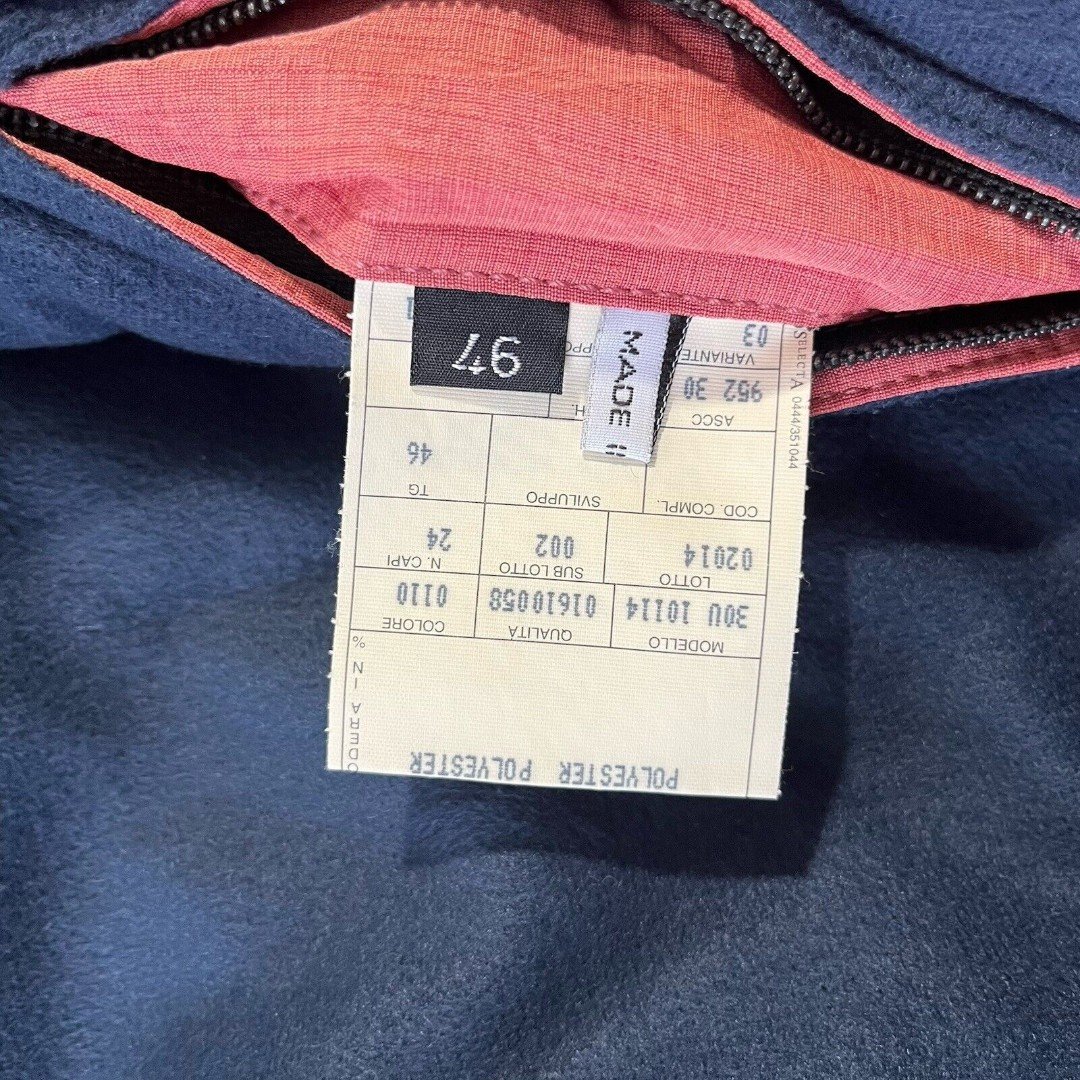 POLYESTER POLYESTER
MODELLO QUALITA COLORE
30U 10114 01610058 0110
LOTTO SUB LOTTO N. CAPI
02014 002 24
COD. COMPL. SVILUPPO TG
46
ASCC
952 30
VARIANTE
03
46
MADE
SELECTA 0444/351044
IN %